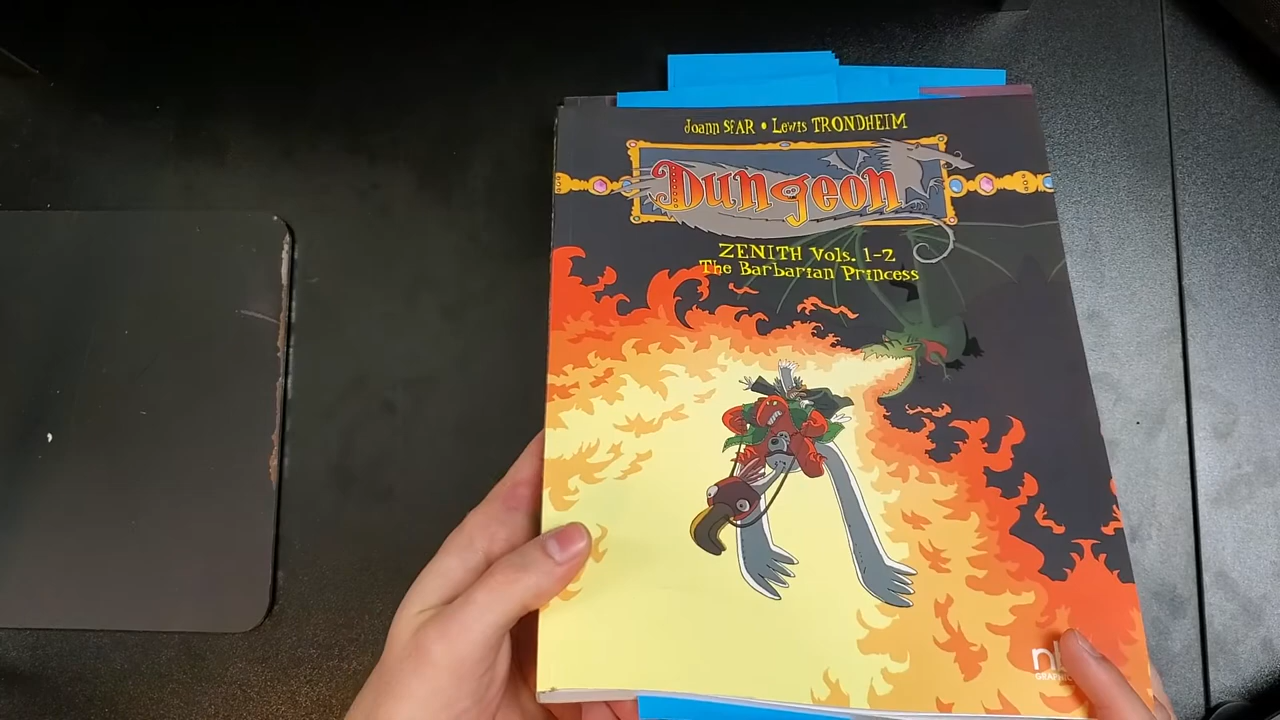 Joann SFAR • Lewis TRONDHEIM
Dungeon
ZENITH Vols. 1-2
The Barbarian Princess